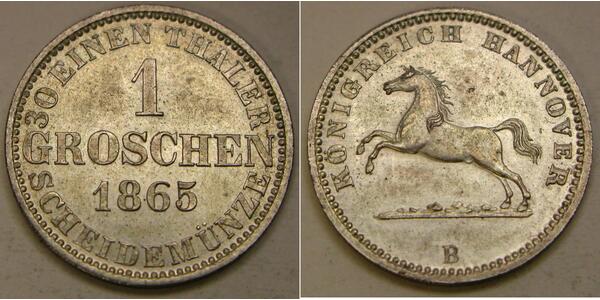 30 EINEN THALER
1
GROSCHEN
1865
SCHEIDEMÜNZE
KÖNIGREICH HANNOVER
B